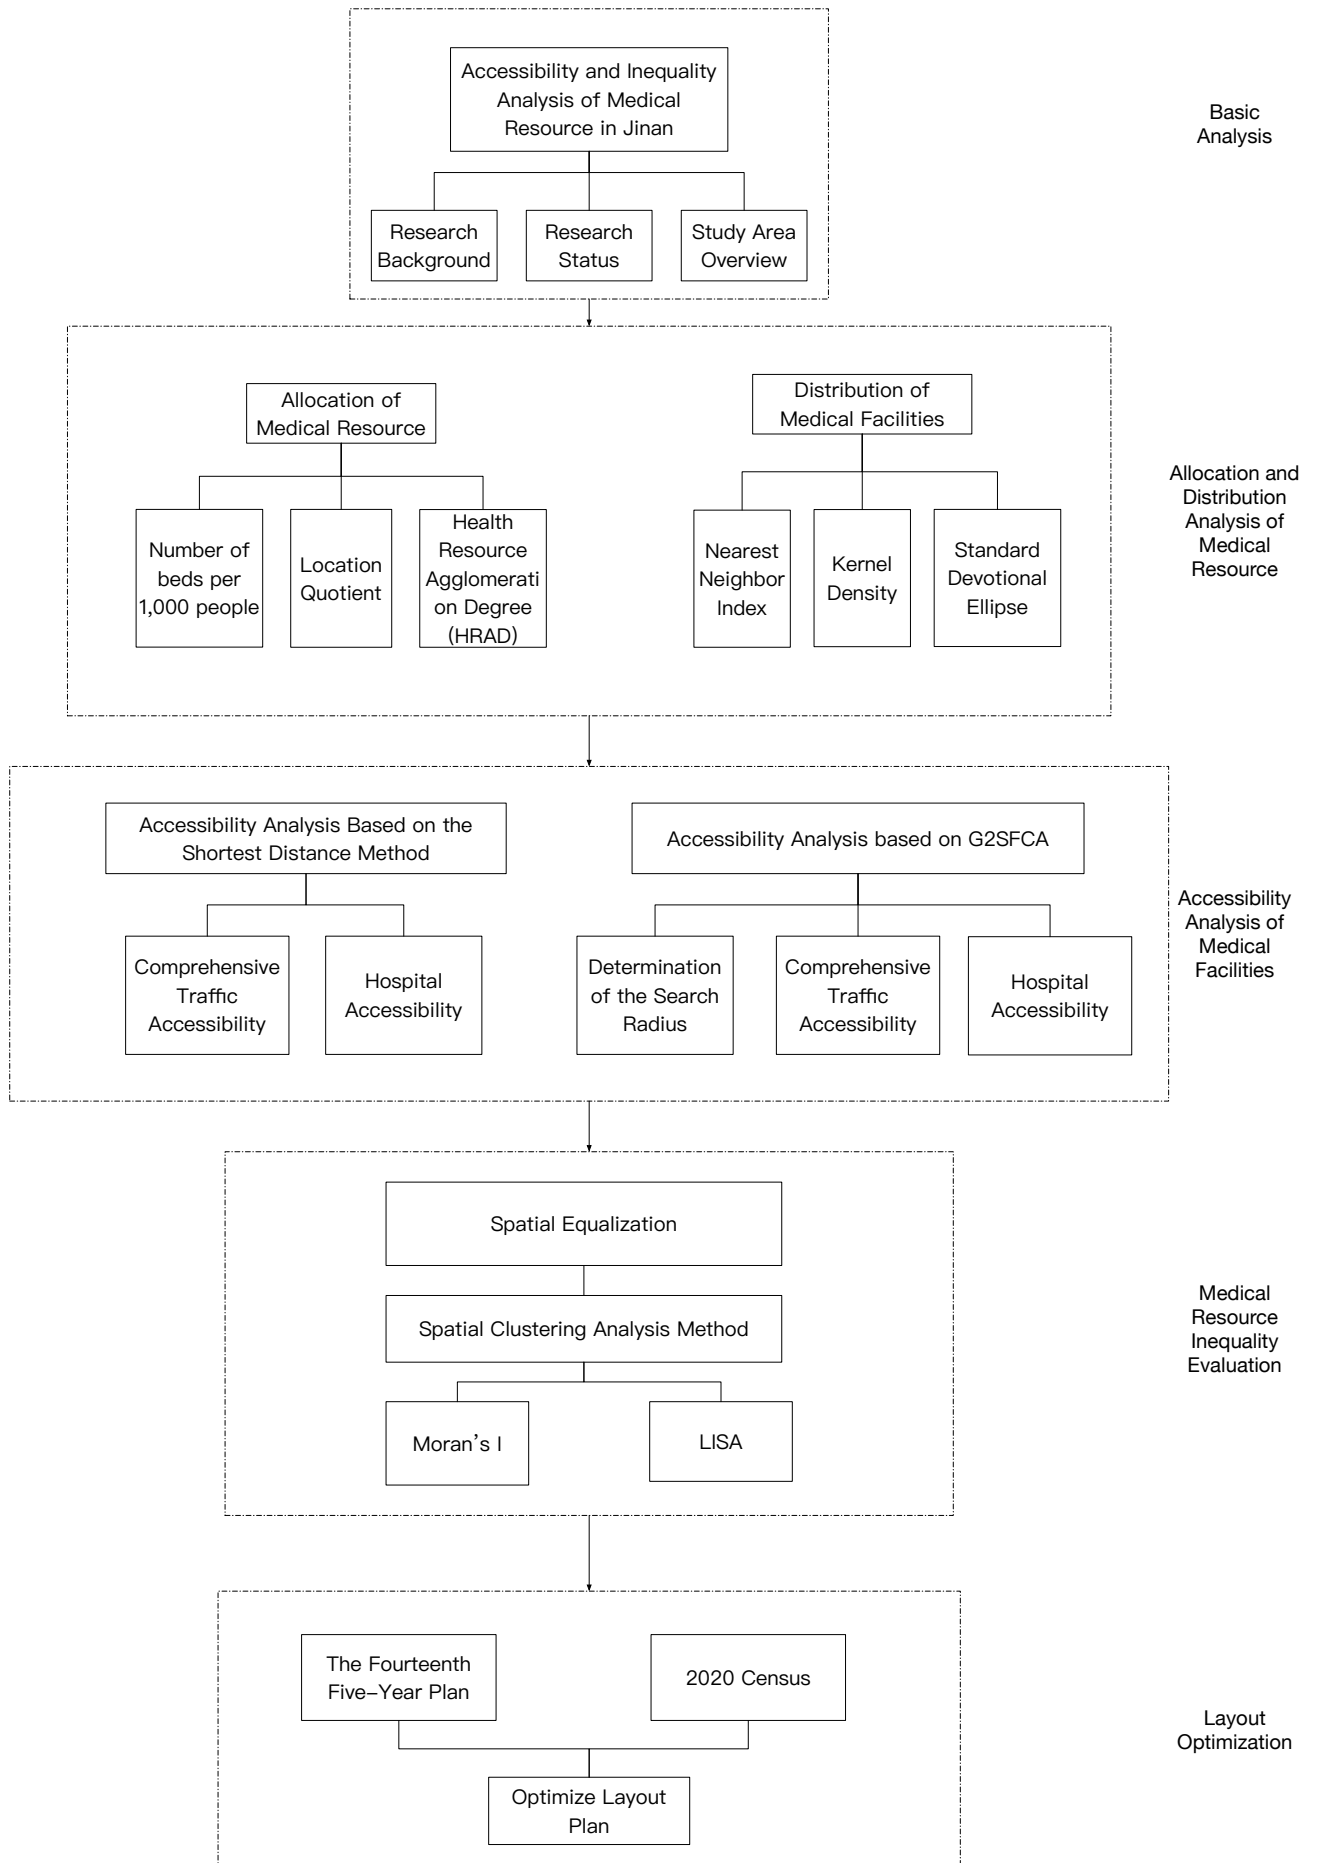 Accessibility and Inequality
Analysis of Medical
Resource in Jinan
Basic
Analysis
Research
Background
Research
Status
Study Area
Overview
Allocation of
Medical Resource
Distribution of
Medical Facilities
Number of
beds per
1,000 people
Location
Quotient
Health
Resource
Agglomerati
on Degree
(HRAD)
Nearest
Neighbor
Index
Kernel
Density
Standard
Devotional
Ellipse
Allocation and
Distribution
Analysis of
Medical
Resource
Accessibility Analysis Based on the
Shortest Distance Method
Accessibility Analysis based on G2SFCA
Comprehensive
Traffic
Accessibility
Hospital
Accessibility
Determination
of the Search
Radius
Comprehensive
Traffic
Accessibility
Hospital
Accessibility
Accessibility
Analysis of
Medical
Facilities
Spatial Equalization
Spatial Clustering Analysis Method
Moran's I
LISA
Medical
Resource
Inequality
Evaluation
The Fourteenth
Five-Year Plan
2020 Census
Optimize Layout
Plan
Layout
Optimization